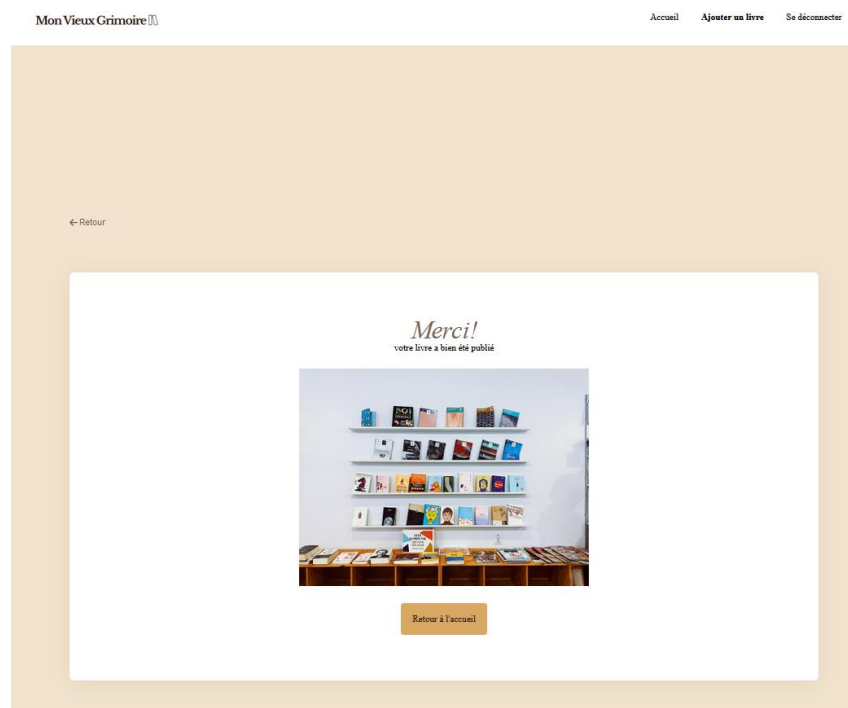 Mon Vieux Grimoire
Accueil Ajouter un livre Se déconnecter
Retour
Merci!
votre livre a bien été publié
Retour à l'accueil